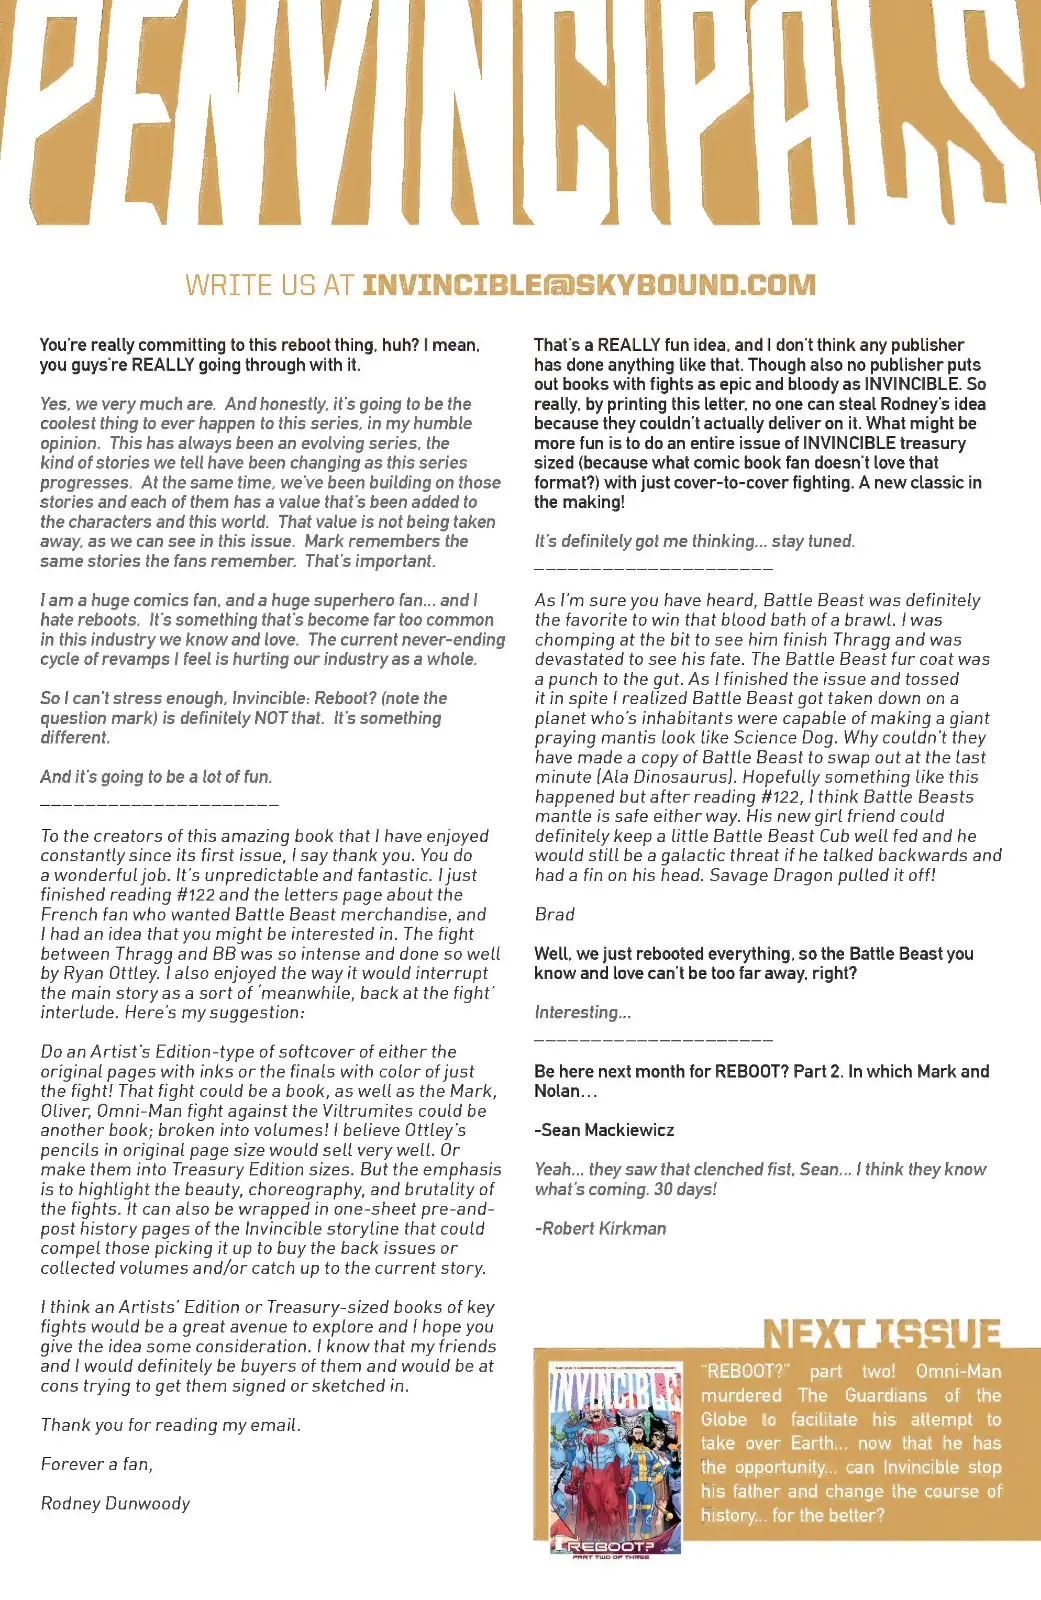 PENVINCIPALS
WRITE US AT INVINCIBLE@SKYBOUND.COM
You're really committing to this reboot thing, huh? I mean,
you guys're REALLY going through with it.
Yes, we very much are. And honestly, it's going to be the
coolest thing to ever happen to this series, in my humble
opinion. This has always been an evolving series, the
kind of stories we tell have been changing as this series
progresses. At the same time, we've been building on those
stories and each of them has a value that's been added to
the characters and this world. That value is not being taken
away, as we can see in this issue. Mark remembers the
same stories the fans remember. That's important.
I am a huge comics fan, and a huge superhero fan... and I
hate reboots. It's something that's become far too common
in this industry we know and love. The current never-ending
cycle of revamps I feel is hurting our industry as a whole.
So I can't stress enough, Invincible: Reboot? (note the
question mark) is definitely NOT that. It's something
different.
And it's going to be a lot of fun.
_____________________
To the creators of this amazing book that I have enjoyed
constantly since its first issue, I say thank you. You do
a wonderful job. It's unpredictable and fantastic. I just
finished reading #122 and the letters page about the
French fan who wanted Battle Beast merchandise, and
I had an idea that you might be interested in. The fight
between Thragg and BB was so intense and done so well
by Ryan Ottley. I also enjoyed the way it would interrupt
the main story as a sort of 'meanwhile, back at the fight'
interlude. Here's my suggestion:
Do an Artist's Edition-type of softcover of either the
original pages with inks or the finals with color of just
the fight! That fight could be a book, as well as the Mark,
Oliver, Omni-Man fight against the Viltrumites could be
another book; broken into volumes! I believe Ottley's
pencils in original page size would sell very well. Or
make them into Treasury Edition sizes. But the emphasis
is to highlight the beauty, choreography, and brutality of
the fights. It can also be wrapped in one-sheet pre-and-
post history pages of the Invincible storyline that could
compel those picking it up to buy the back issues or
collected volumes and/or catch up to the current story.
I think an Artists' Edition or Treasury-sized books of key
fights would be a great avenue to explore and I hope you
give the idea some consideration. I know that my friends
and I would definitely be buyers of them and would be at
cons trying to get them signed or sketched in.
Thank you for reading my email.
Forever a fan,
Rodney Dunwoody
That's a REALLY fun idea, and I don't think any publisher
has done anything like that. Though also no publisher puts
out books with fights as epic and bloody as INVINCIBLE. So
really, by printing this letter, no one can steal Rodney's idea
because they couldn't actually deliver on it. What might be
more fun is to do an entire issue of INVINCIBLE treasury
sized (because what comic book fan doesn't love that
format?) with just cover-to-cover fighting. A new classic in
the making!
It's definitely got me thinking... stay tuned.
_____________________
As I'm sure you have heard, Battle Beast was definitely
the favorite to win that blood bath of a brawl. I was
chomping at the bit to see him finish Thragg and was
devastated to see his fate. The Battle Beast fur coat was
a punch to the gut. As I finished the issue and tossed
it in spite I realized Battle Beast got taken down on a
planet who's inhabitants were capable of making a giant
praying mantis look like Science Dog. Why couldn't they
have made a copy of Battle Beast to swap out at the last
minute (Ala Dinosaurus). Hopefully something like this
happened but after reading #122, I think Battle Beasts
mantle is safe either way. His new girl friend could
definitely keep a little Battle Beast Cub well fed and he
would still be a galactic threat if he talked backwards and
had a fin on his head. Savage Dragon pulled it off!
Brad
Well, we just rebooted everything, so the Battle Beast you
know and love can't be too far away, right?
Interesting...
_____________________
Be here next month for REBOOT? Part 2. In which Mark and
Nolan...
-Sean Mackiewicz
Yeah... they saw that clenched fist, Sean... I think they know
what's coming. 30 days!
-Robert Kirkman
NEXT ISSUE
"REBOOT?" part two! Omni-Man
murdered The Guardians of the
Globe to facilitate his attempt to
take over Earth... now that he has
the opportunity... can Invincible stop
his father and change the course of
history... for the better?
INVINCIBLE
REBOOT?
PART TWO OF THREE